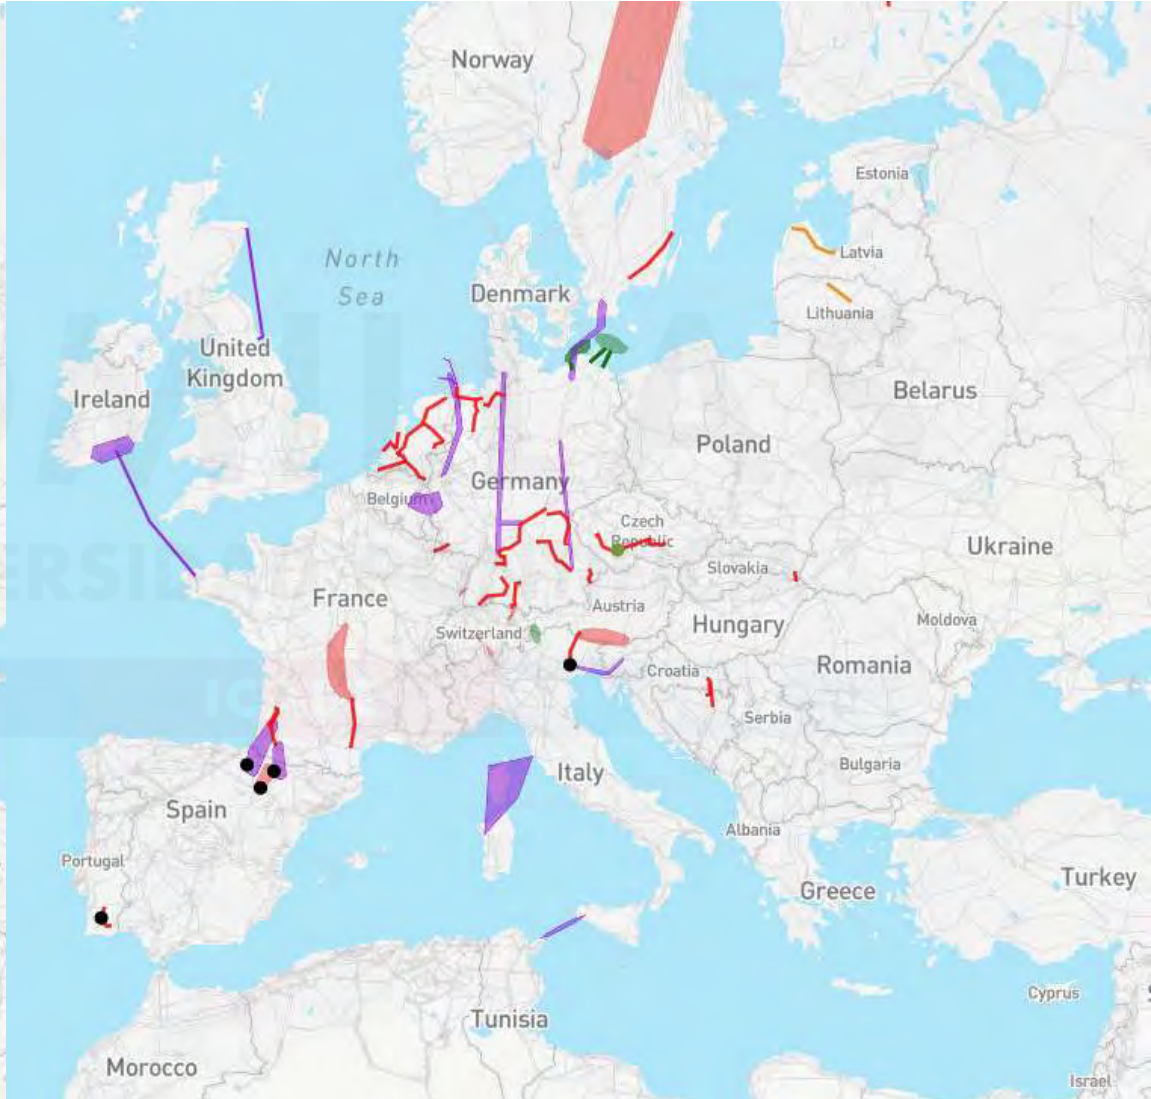 Norway
Estonia
North
Sea
Latvia
Denmark
Lithuania
United
Kingdom
Ireland
Belarus
Poland
Germany
Belgium
Czech
Republic
Ukraine
Slovakia
France
Austria
Moldova
Hungary
Switzerland
Croatia
Romania
Serbia
Bulgaria
Italy
Spain
Albania
Portugal
Turkey
Greece
Cyprus
Tunisia
Morocco
Israel